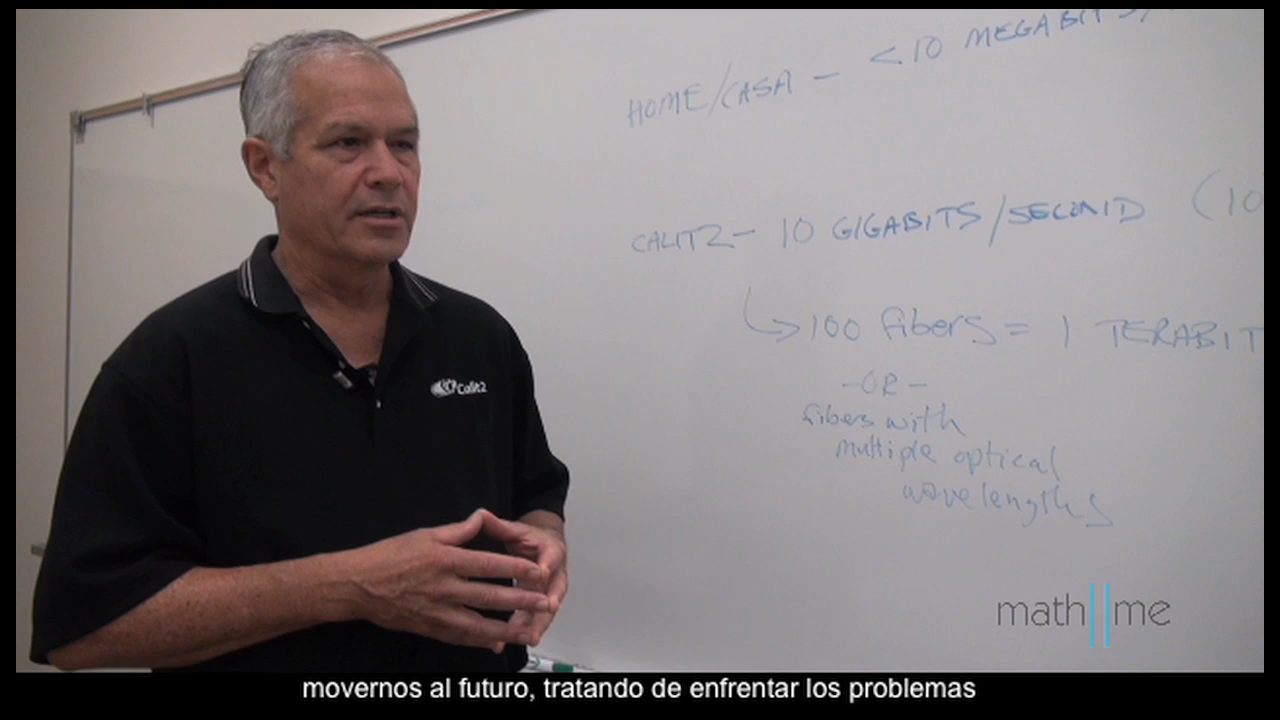 HOME/CASA - <10 MEGABITS/
CALIT2 - 10 GIGABITS/SECOND (10
100 fibers = 1 TERABIT
-OR-
fibers with
multiple optical
wavelengths
Calit2
math me
movernos al futuro, tratando de enfrentar los problemas